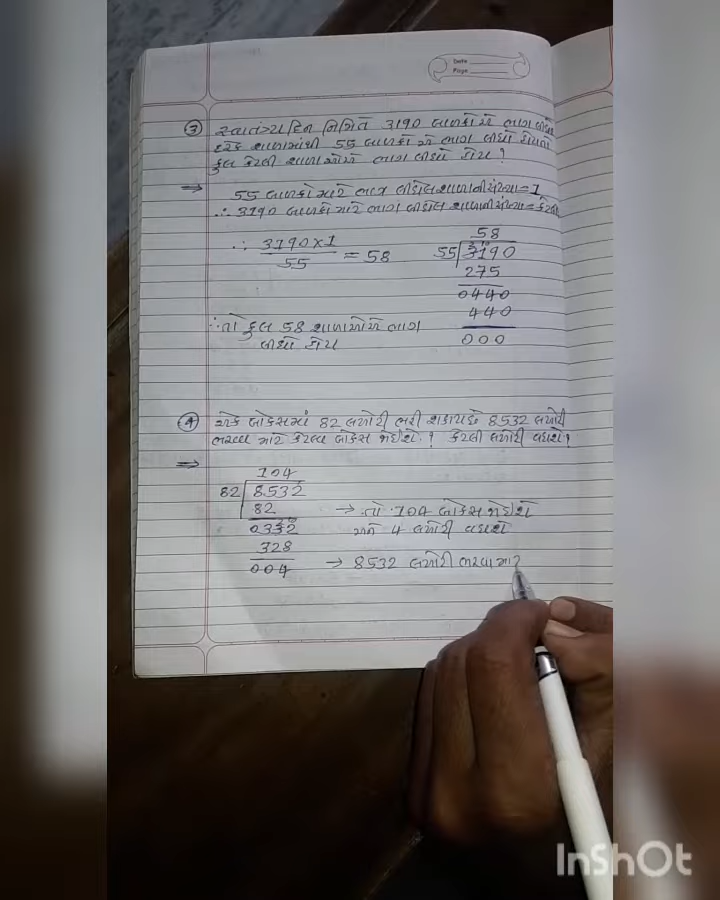 Date
Page
③ સ્વાતંત્ર્ય દિન નિમિતે 3190 બાળકોએ ભાગ લીધો
દરેક શાળામાંથી 55 બાળકોએ ભાગ લીધો હોય તો
કુલ કેટલી શાળાઓએ ભાગ લીધો હોય ?
⇒ 55 બાળકો માટે ભાગ લીધેલ શાળાની સંખ્યા = 1
∴ 3190 બાળકો માટે ભાગ લીધેલ શાળાની સંખ્યા = કેટલી
∴ 3190 × 1 / 55 = 58
58
55 3190
275
0440
440
000
∴ તો કુલ 58 શાળાઓએ ભાગ
લીધો હોય
④ એક બોક્સમાં 82 લખોટી ભરી શકાય છે 8532 લખોટી
ભરવા માટે કેટલા બોક્સ જોઈશે ? કેટલી લખોટી વધશે ?
⇒
104
82 8532
82
0332
328
004
→ તો 104 બોક્સ જોઈશે
અને 4 લખોટી વધશે
→ 8532 લખોટી ભરવા માટે
InShOt